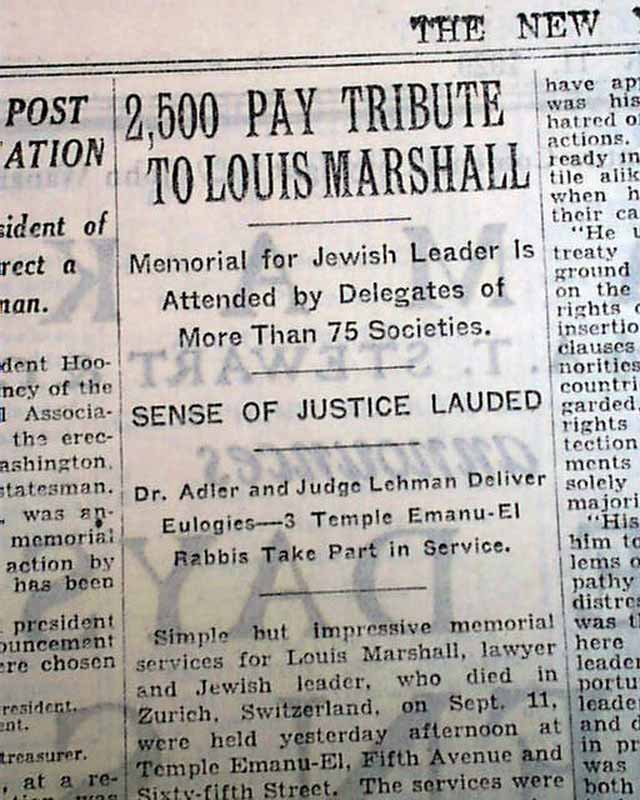 THE NEW
POST
ATION
sident of
rect a
man.
dent Hoo-
ncy of the
Associa-
the erec-
ashington,
statesman.
was an-
memorial
action by
has been
president
ouncement
ere chosen
resident.
ent.
treasurer.
, at a re-
2,500 PAY TRIBUTE
TO LOUIS MARSHALL
Memorial for Jewish Leader Is
Attended by Delegates of
More Than 75 Societies.
SENSE OF JUSTICE LAUDED
Dr. Adler and Judge Lehman Deliver
Eulogies—3 Temple Emanu-El
Rabbis Take Part in Service.
Simple but impressive memorial
services for Louis Marshall, lawyer
and Jewish leader, who died in
Zurich, Switzerland, on Sept. 11,
were held yesterday afternoon at
Temple Emanu-El, Fifth Avenue and
Sixty-fifth Street. The services were
have ap
was his
hatred of
actions.
ready in
tile alik
when h
their ca
"He u
treaty
ground
on the
rights o
insertio
clauses
norities
countri
garded.
rights
tection
ments
solely
majori
"His
him to
lems o
pathy
distres
was th
here
leader
portu
leader
and d
in pr
was
both